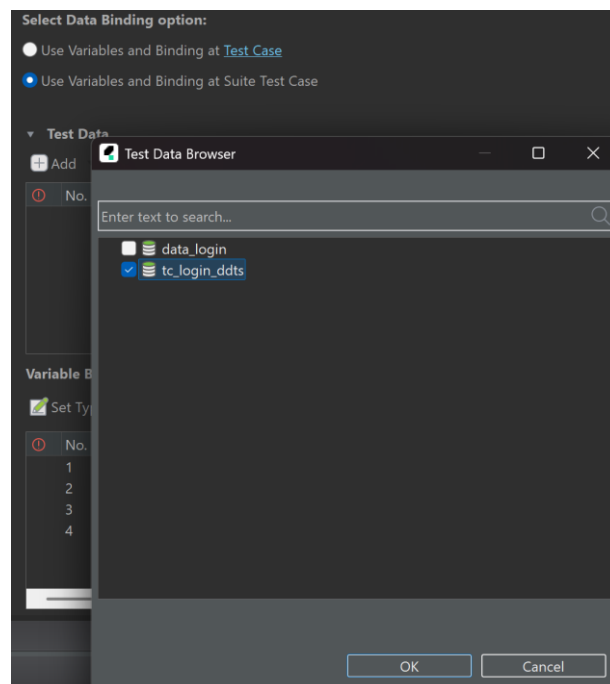 Select Data Binding option:
Use Variables and Binding at Test Case
Use Variables and Binding at Suite Test Case
Test Data
Add
No.
Test Data Browser
Enter text to search...
data_login
tc_login_ddts
Variable B
Set Ty
No.
1
2
3
4
OK
Cancel